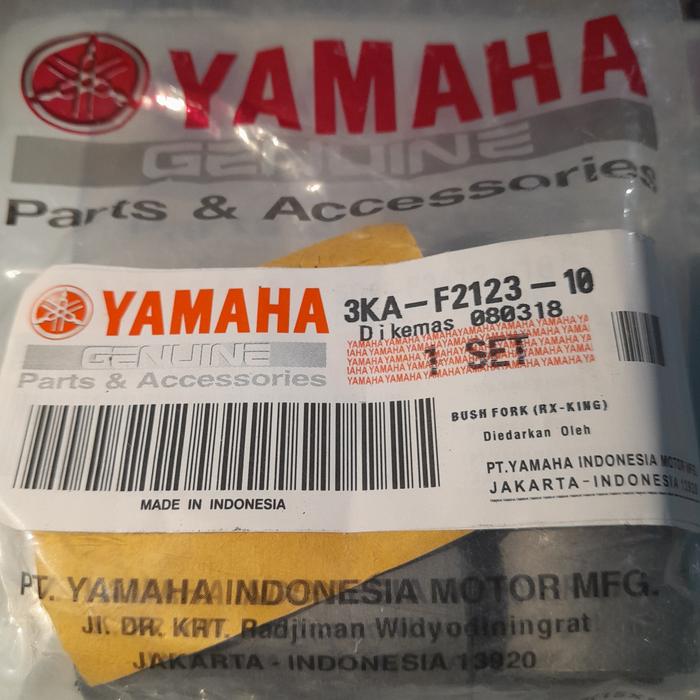 YAMAHA
GENUINE
Parts & Accessories
YAMAHA
GENUINE
Parts & Accessories
3KA-F2123-10
Dikemas 080318
1 SET
BUSH FORK (RX-KING)
Diedarkan Oleh
PT.YAMAHA INDONESIA MOTOR MFG.
JAKARTA-INDONESIA 13920
MADE IN INDONESIA
PT. YAMAHA INDONESIA MOTOR MFG.
Jl. DR. KRT. Radjiman Widyodiningrat
JAKARTA - INDONESIA 13920